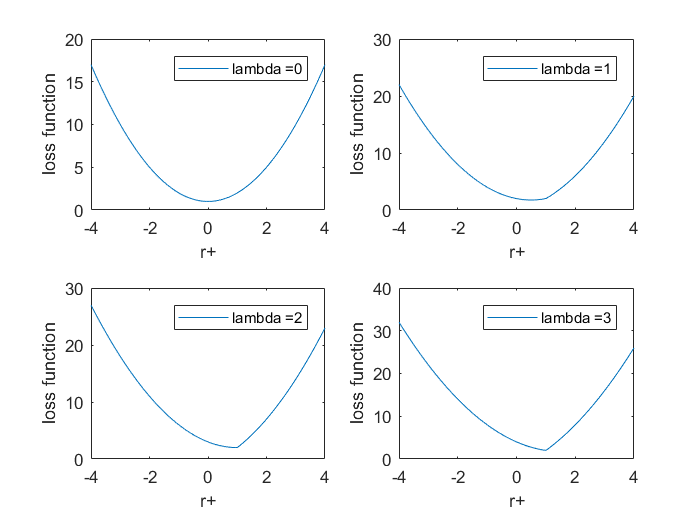 20
15
10
5
0
loss function
lambda =0
-4 -2 0 2 4
r+
30
20
10
0
loss function
lambda =1
-4 -2 0 2 4
r+
30
20
10
0
loss function
lambda =2
-4 -2 0 2 4
r+
40
30
20
10
0
loss function
lambda =3
-4 -2 0 2 4
r+